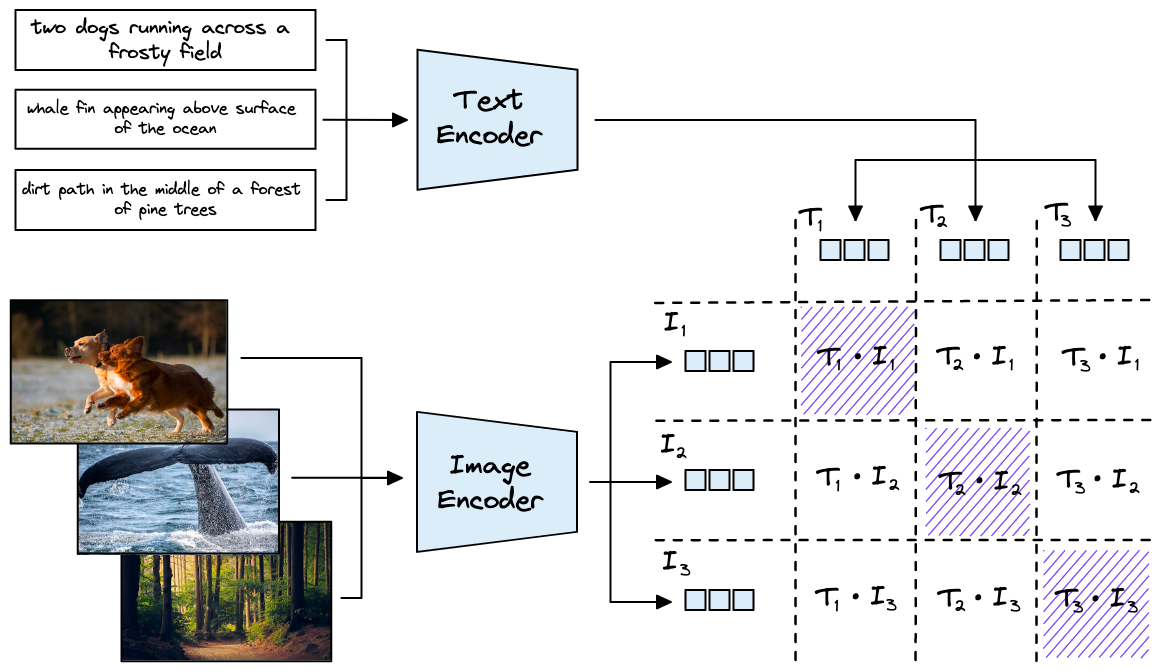 two dogs running across a
frosty field
whale fin appearing above surface
of the ocean
dirt path in the middle of a forest
of pine trees
Text
Encoder
T₁ T₂ T₃
Image
Encoder
I₁
T₁ · I₁ T₂ · I₁ T₃ · I₁
I₂
T₁ · I₂ T₂ · I₂ T₃ · I₂
I₃
T₁ · I₃ T₂ · I₃ T₃ · I₃